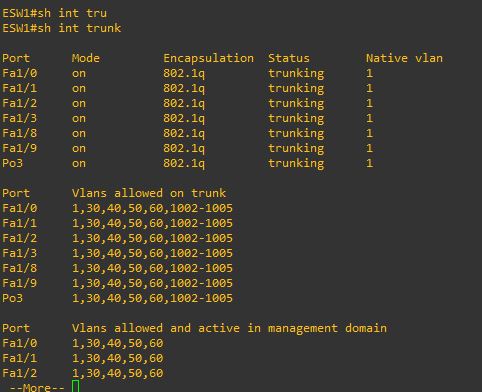 ESW1#sh int tru
ESW1#sh int trunk
Port Mode Encapsulation Status Native vlan
Fa1/0 on 802.1q trunking 1
Fa1/1 on 802.1q trunking 1
Fa1/2 on 802.1q trunking 1
Fa1/3 on 802.1q trunking 1
Fa1/8 on 802.1q trunking 1
Fa1/9 on 802.1q trunking 1
Po3 on 802.1q trunking 1
Port Vlans allowed on trunk
Fa1/0 1,30,40,50,60,1002-1005
Fa1/1 1,30,40,50,60,1002-1005
Fa1/2 1,30,40,50,60,1002-1005
Fa1/3 1,30,40,50,60,1002-1005
Fa1/8 1,30,40,50,60,1002-1005
Fa1/9 1,30,40,50,60,1002-1005
Po3 1,30,40,50,60,1002-1005
Port Vlans allowed and active in management domain
Fa1/0 1,30,40,50,60
Fa1/1 1,30,40,50,60
Fa1/2 1,30,40,50,60
--More--